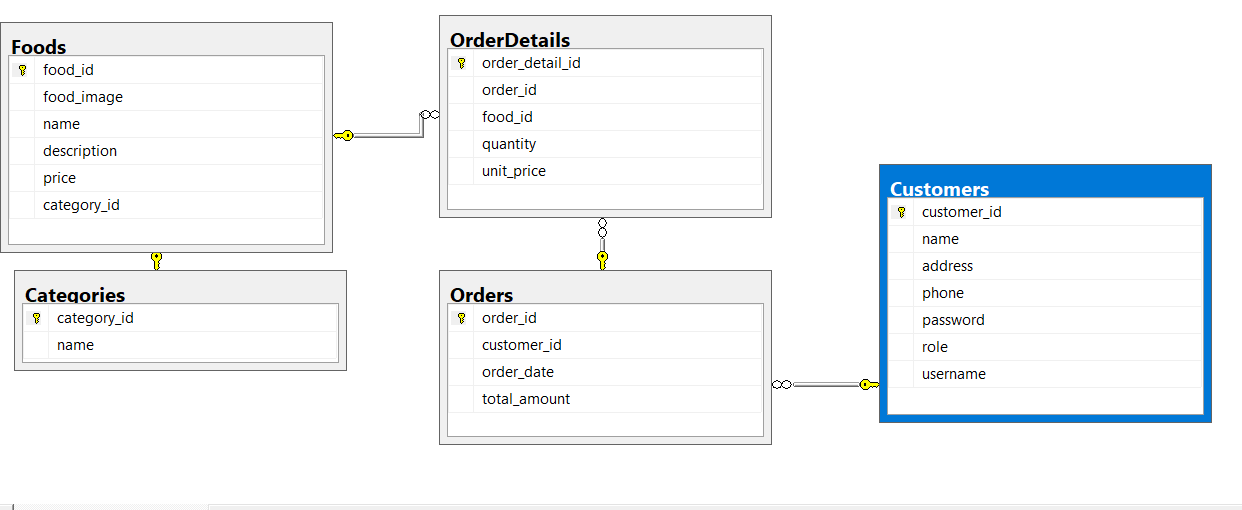 Foods
food_id
food_image
name
description
price
category_id
Categories
category_id
name
OrderDetails
order_detail_id
order_id
food_id
quantity
unit_price
Orders
order_id
customer_id
order_date
total_amount
Customers
customer_id
name
address
phone
password
role
username